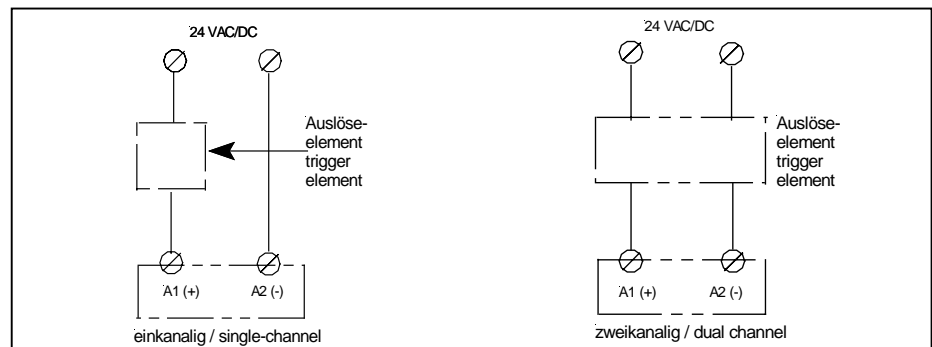 24 VAC/DC
Auslöse-
element
trigger
element
A1 (+) A2 (-)
einkanalig / single-channel
24 VAC/DC
Auslöse-
element
trigger
element
A1 (+) A2 (-)
zweikanalig / dual channel